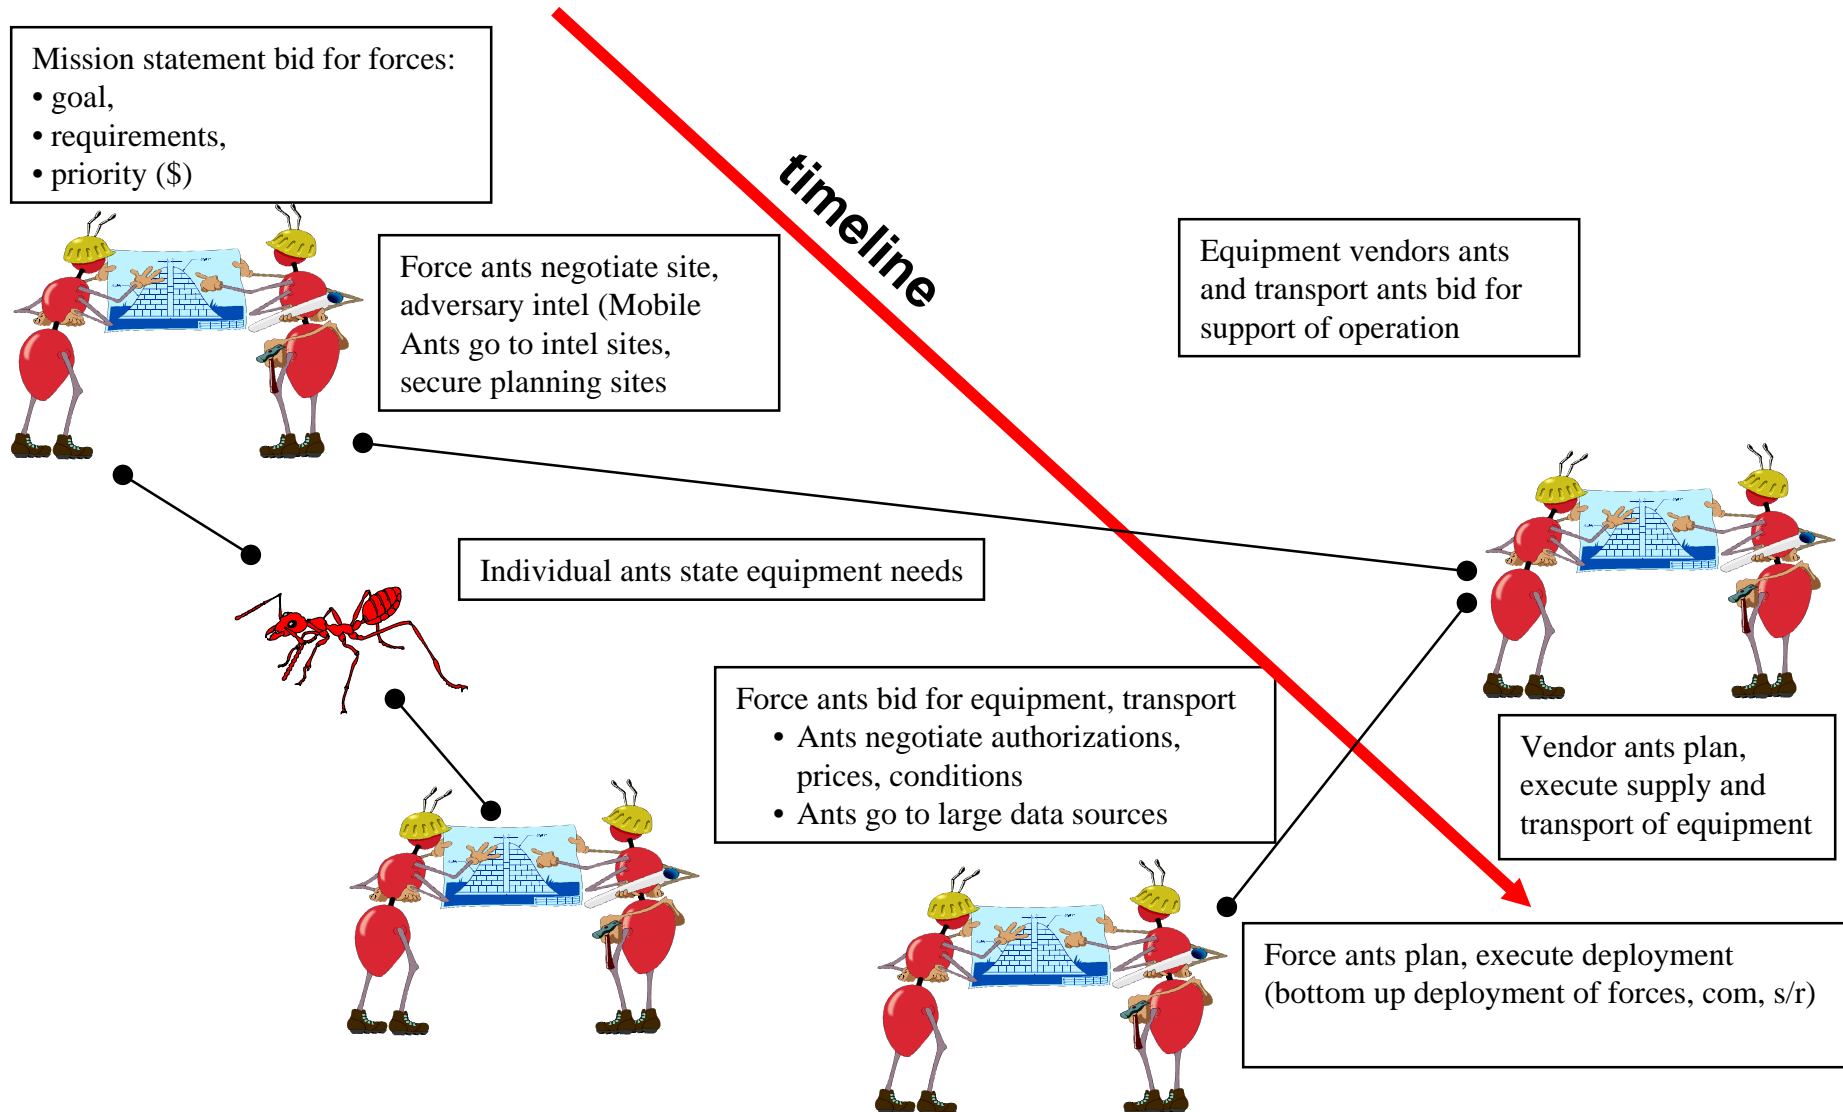 Mission statement bid for forces:
• goal,
• requirements,
• priority ($)
timeline
Force ants negotiate site,
adversary intel (Mobile
Ants go to intel sites,
secure planning sites
Equipment vendors ants
and transport ants bid for
support of operation
Individual ants state equipment needs
Force ants bid for equipment, transport
• Ants negotiate authorizations,
prices, conditions
• Ants go to large data sources
Vendor ants plan,
execute supply and
transport of equipment
Force ants plan, execute deployment
(bottom up deployment of forces, com, s/r)